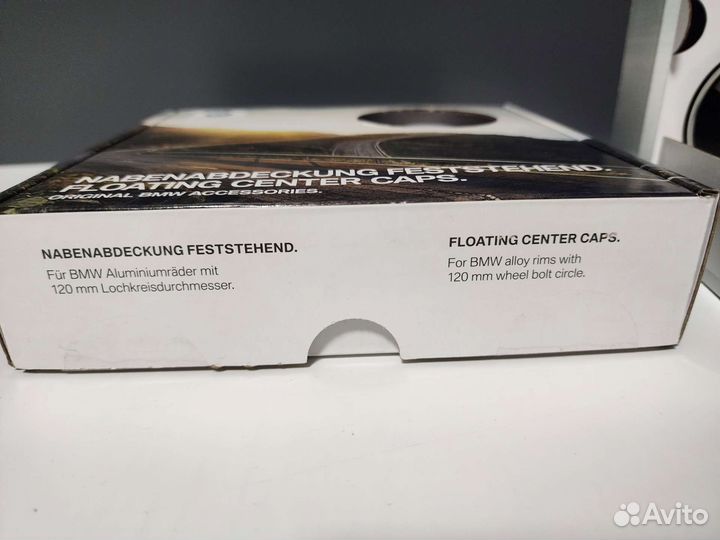 NABENABDECKUNG FESTSTEHEND.
FLOATING CENTER CAPS.
ORIGINAL BMW ACCESSORIES.
NABENABDECKUNG FESTSTEHEND.
Für BMW Aluminiumräder mit
120 mm Lochkreisdurchmesser.
FLOATING CENTER CAPS.
For BMW alloy rims with
120 mm wheel bolt circle.
Avito